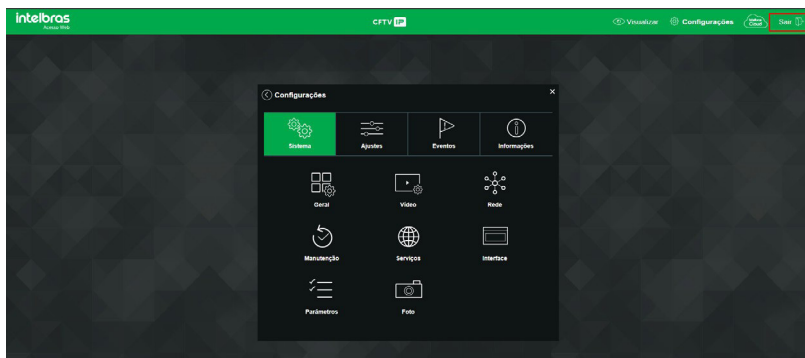 intelbras
Acesso Web
CFTV IP
Visualizar
Configurações
Sair
Configurações
×
Sistema
Ajustes
Eventos
Informações
Geral
Vídeo
Rede
Manutenção
Serviços
Interface
Parâmetros
Foto